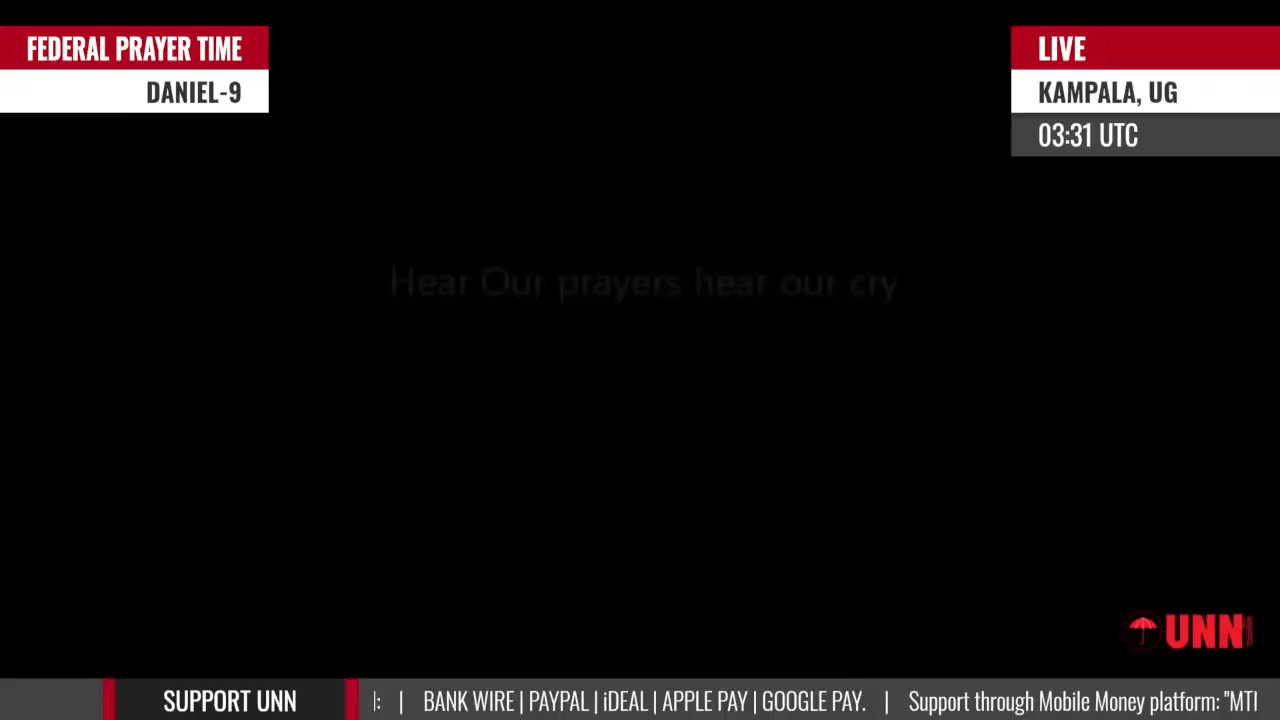 FEDERAL PRAYER TIME
DANIEL-9
LIVE
KAMPALA, UG
03:31 UTC
Hear Our prayers hear our cry
UNN
SUPPORT UNN
: | BANK WIRE | PAYPAL | iDEAL | APPLE PAY | GOOGLE PAY. | Support through Mobile Money platform: "MT